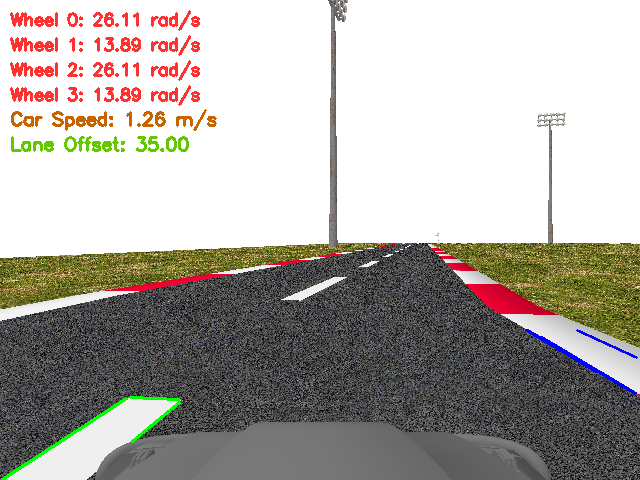 Wheel 0: 26.11 rad/s
Wheel 1: 13.89 rad/s
Wheel 2: 26.11 rad/s
Wheel 3: 13.89 rad/s
Car Speed: 1.26 m/s
Lane Offset: 35.00